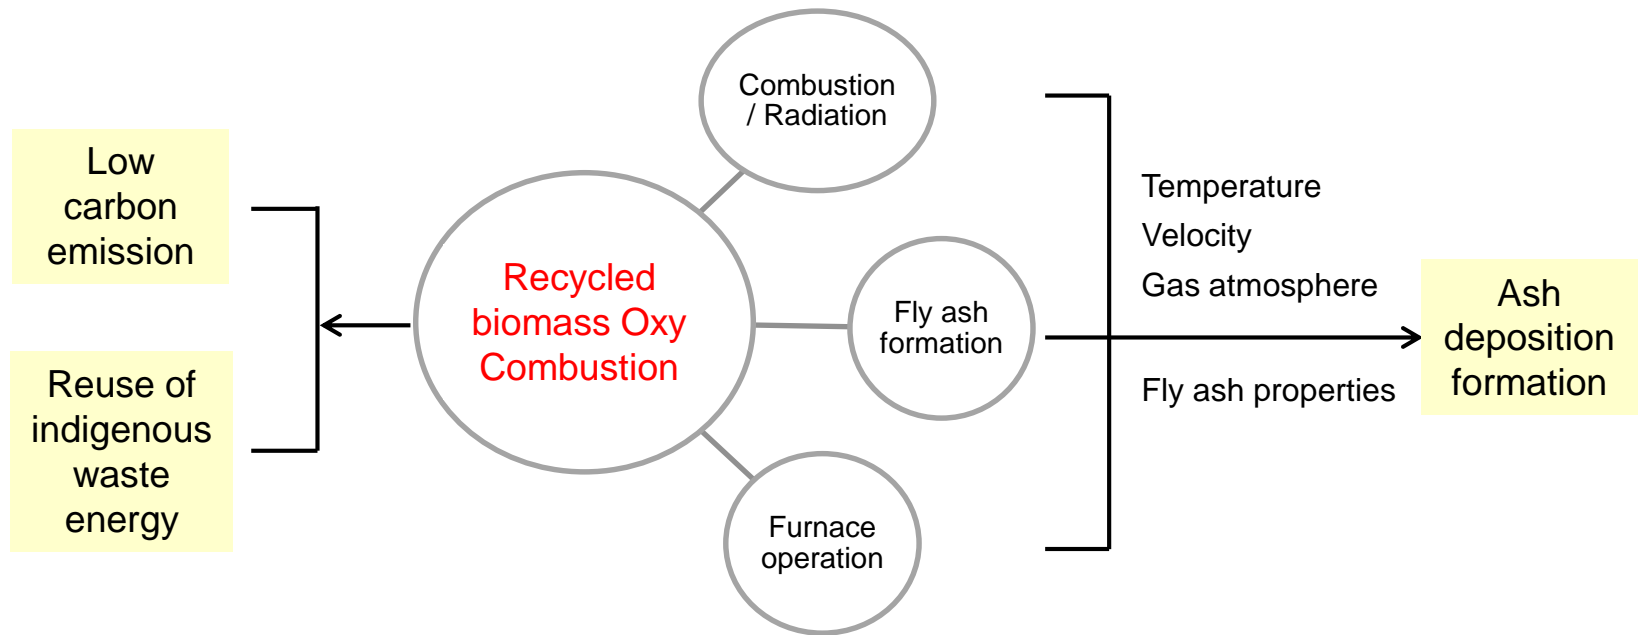 Low
carbon
emission
Reuse of
indigenous
waste
energy
Recycled
biomass Oxy
Combustion
Combustion
/ Radiation
Fly ash
formation
Furnace
operation
Temperature
Velocity
Gas atmosphere
Fly ash properties
Ash
deposition
formation